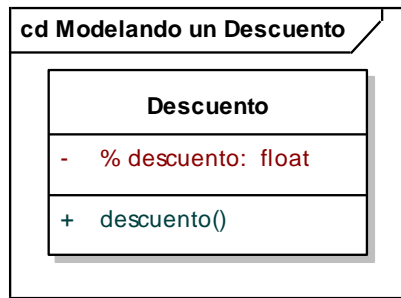 cd Modelando un Descuento
Descuento
- % descuento: float
+ descuento()